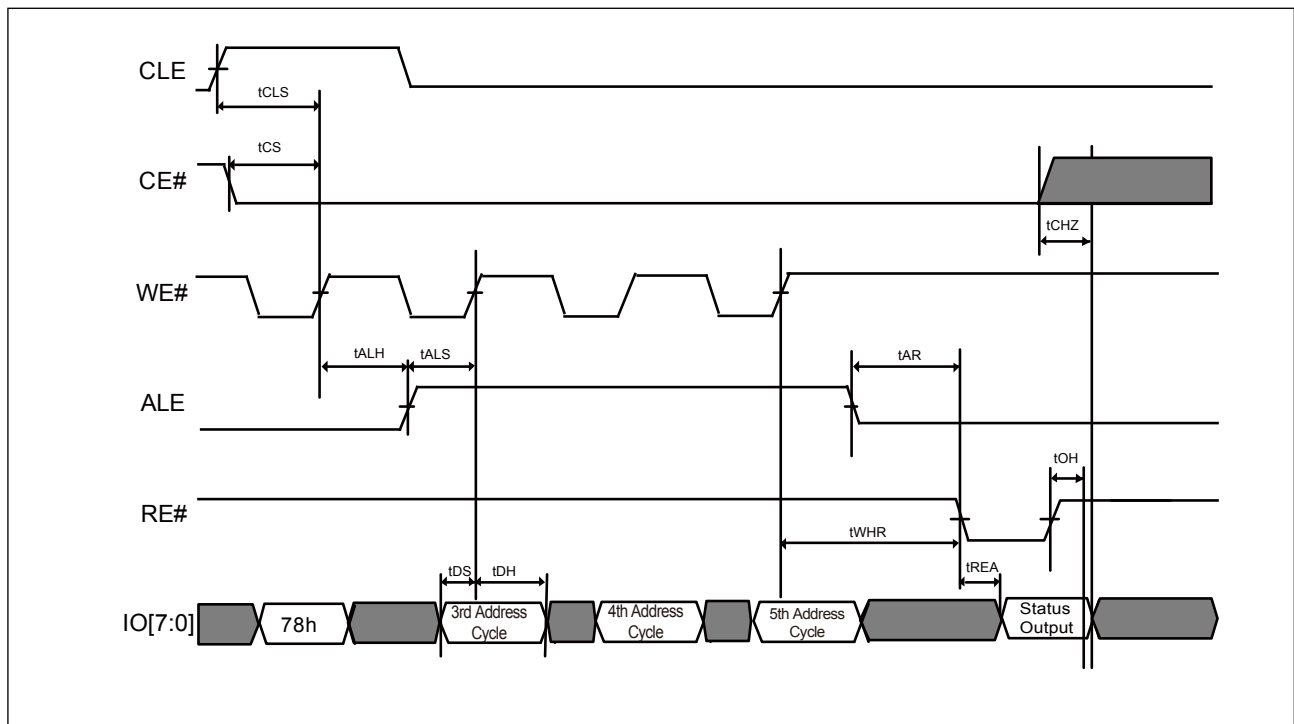 CLE
tCLS
tCS
CE#
tCHZ
WE#
tALH
tALS
tAR
ALE
tOH
RE#
tWHR
tDS
tDH
tREA
IO[7:0]
78h
3rd Address
Cycle
4th Address
Cycle
5th Address
Cycle
Status
Output